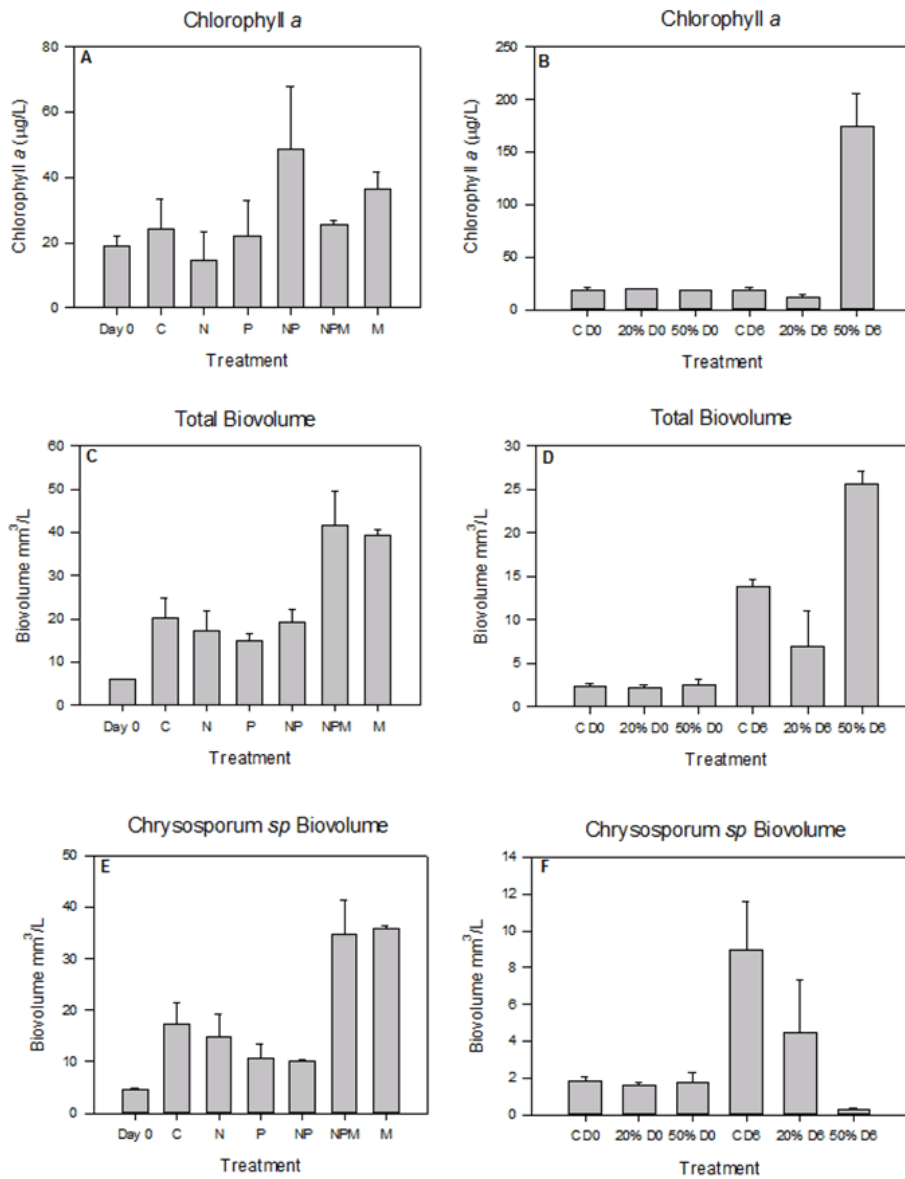 Chlorophyll a
A
80
60
40
20
0
Chlorophyll a (µg/L)
Day 0 C N P NP NPM M
Treatment
Chlorophyll a
B
250
200
150
100
50
0
Chlorophyll a (µg/L)
C D0 20% D0 50% D0 C D6 20% D6 50% D6
Treatment
Total Biovolume
C
60
50
40
30
20
10
0
Biovolume mm³/L
Day 0 C N P NP NPM M
Treatment
Total Biovolume
D
30
25
20
15
10
5
0
Biovolume mm³/L
C D0 20% D0 50% D0 C D6 20% D6 50% D6
Treatment
Chrysosporum sp Biovolume
E
50
40
30
20
10
0
Biovolume mm³/L
Day 0 C N P NP NPM M
Treatment
Chrysosporum sp Biovolume
F
14
12
10
8
6
4
2
0
Biovolume mm³/L
C D0 20% D0 50% D0 C D6 20% D6 50% D6
Treatment